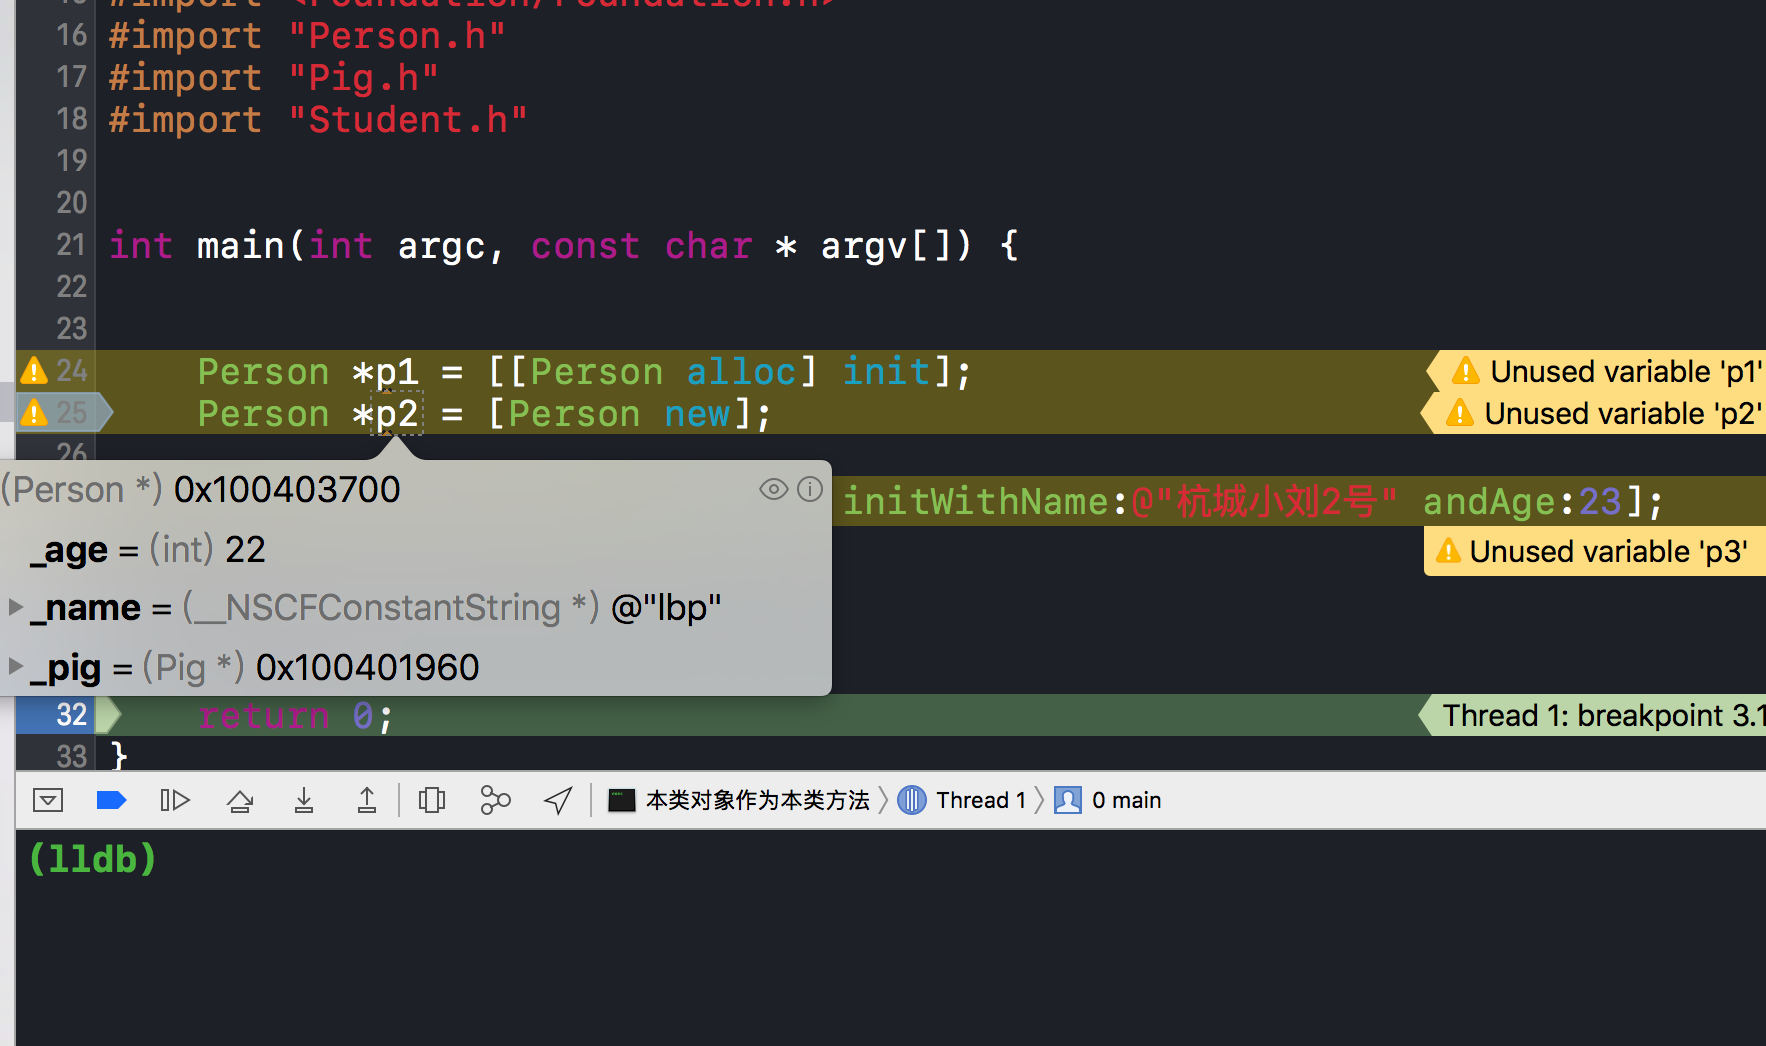 #import <Foundation/Foundation.h>
16 #import "Person.h"
17 #import "Pig.h"
18 #import "Student.h"
19
20
21 int main(int argc, const char * argv[]) {
22
23
24 Person *p1 = [[Person alloc] init]; Unused variable 'p1'
25 Person *p2 = [Person new]; Unused variable 'p2'
26
(Person *) 0x100403700
initWithName:@"杭城小刘2号" andAge:23];
_age = (int) 22
Unused variable 'p3'
_name = (__NSCFConstantString *) @"lbp"
_pig = (Pig *) 0x100401960
32 return 0; Thread 1: breakpoint 3.1
33 }
本类对象作为本类方法 Thread 1 0 main
(lldb)